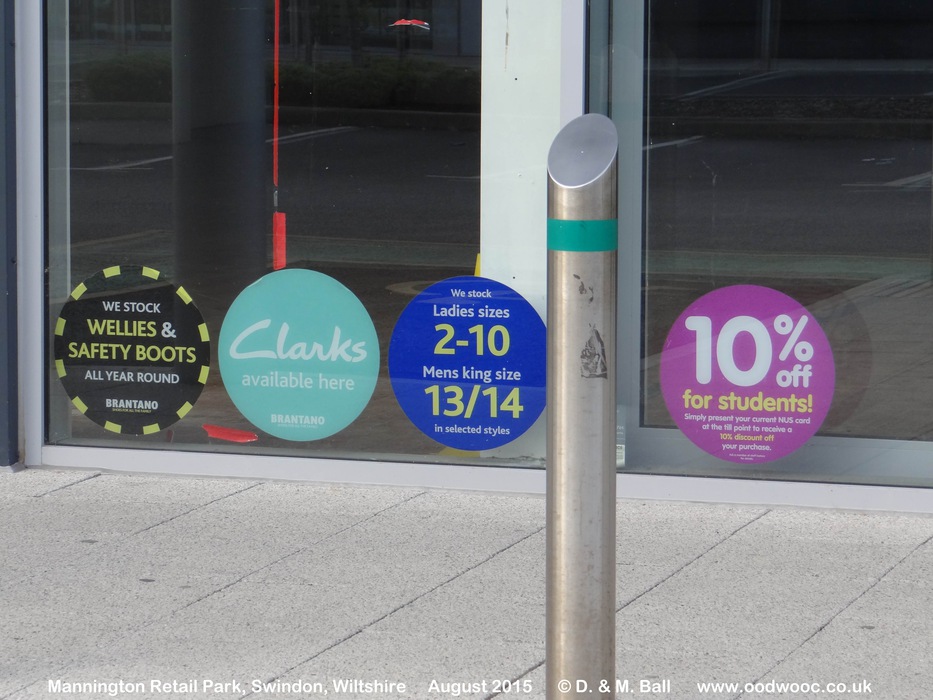 WE STOCK
WELLIES &
SAFETY BOOTS
ALL YEAR ROUND
BRANTANO
Clarks
available here
BRANTANO
We stock
Ladies sizes
2-10
Mens king size
13/14
in selected styles
10%
off
for students!
Simply present your current NUS card
at the till point to receive a
10% discount off
your purchase.
Mannington Retail Park, Swindon, Wiltshire August 2015 © D. & M. Ball www.oodwooc.co.uk